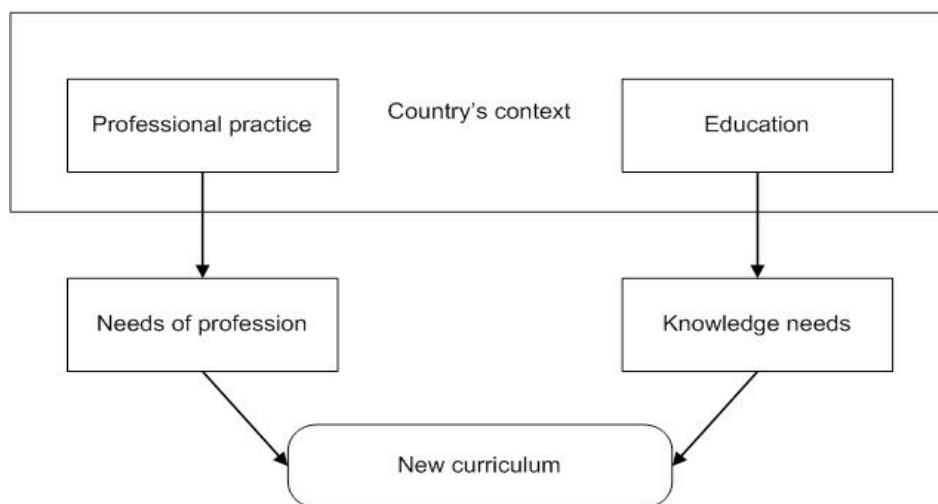 Professional practice
Country's context
Education
Needs of profession
Knowledge needs
New curriculum